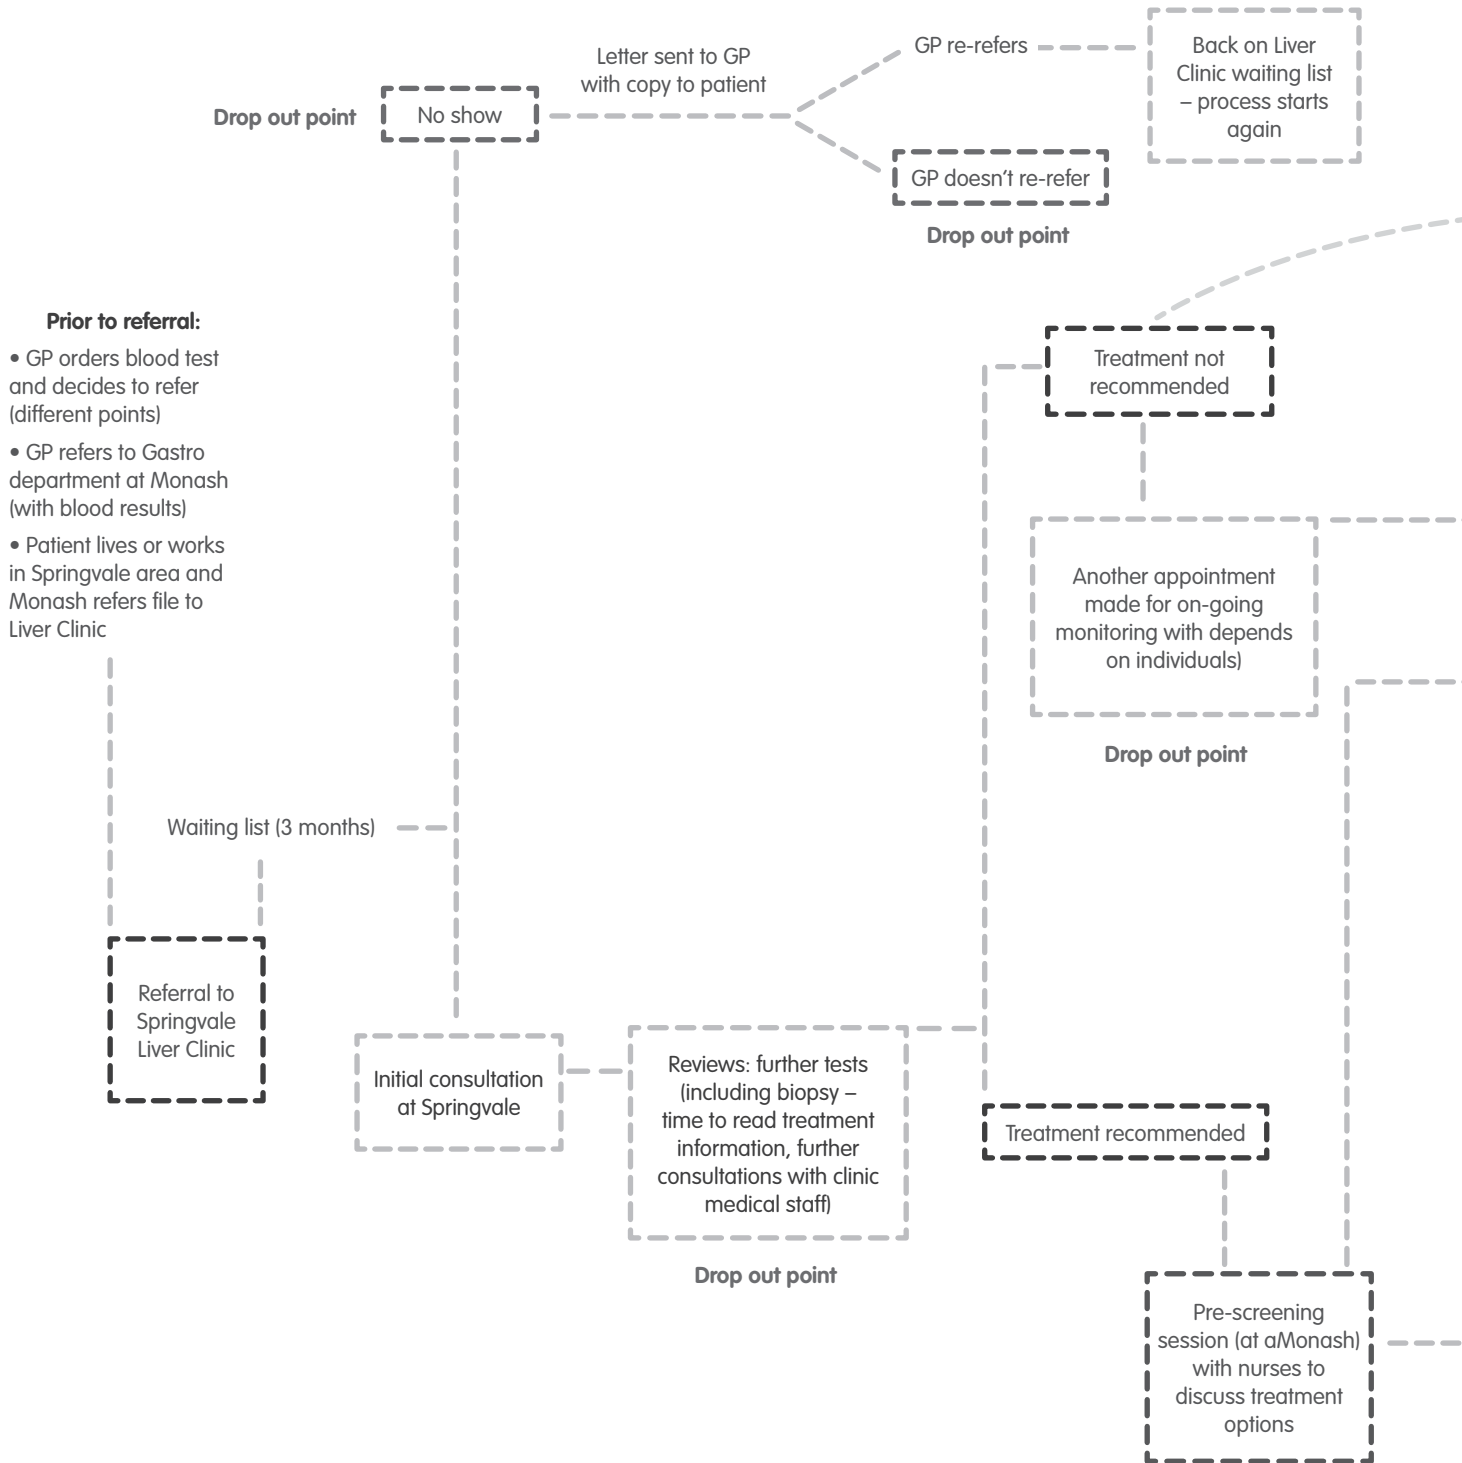 Letter sent to GP
with copy to patient
GP re-refers
Back on Liver
Clinic waiting list
– process starts
again
Drop out point
No show
GP doesn't re-refer
Drop out point
Prior to referral:
• GP orders blood test
and decides to refer
(different points)
• GP refers to Gastro
department at Monash
(with blood results)
• Patient lives or works
in Springvale area and
Monash refers file to
Liver Clinic
Treatment not
recommended
Another appointment
made for on-going
monitoring with depends
on individuals)
Drop out point
Waiting list (3 months)
Referral to
Springvale
Liver Clinic
Initial consultation
at Springvale
Reviews: further tests
(including biopsy –
time to read treatment
information, further
consultations with clinic
medical staff)
Drop out point
Treatment recommended
Pre-screening
session (at aMonash)
with nurses to
discuss treatment
options